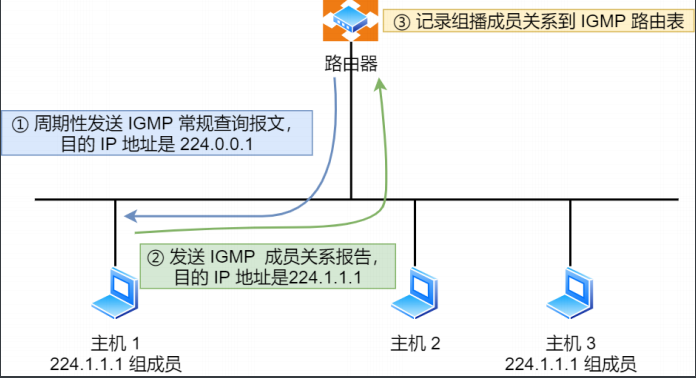 ③ 记录组播成员关系到 IGMP 路由表
路由器
① 周期性发送 IGMP 常规查询报文，
目的 IP 地址是 224.0.0.1
② 发送 IGMP 成员关系报告，
目的 IP 地址是224.1.1.1
主机 1
224.1.1.1 组成员
主机 2
主机 3
224.1.1.1 组成员